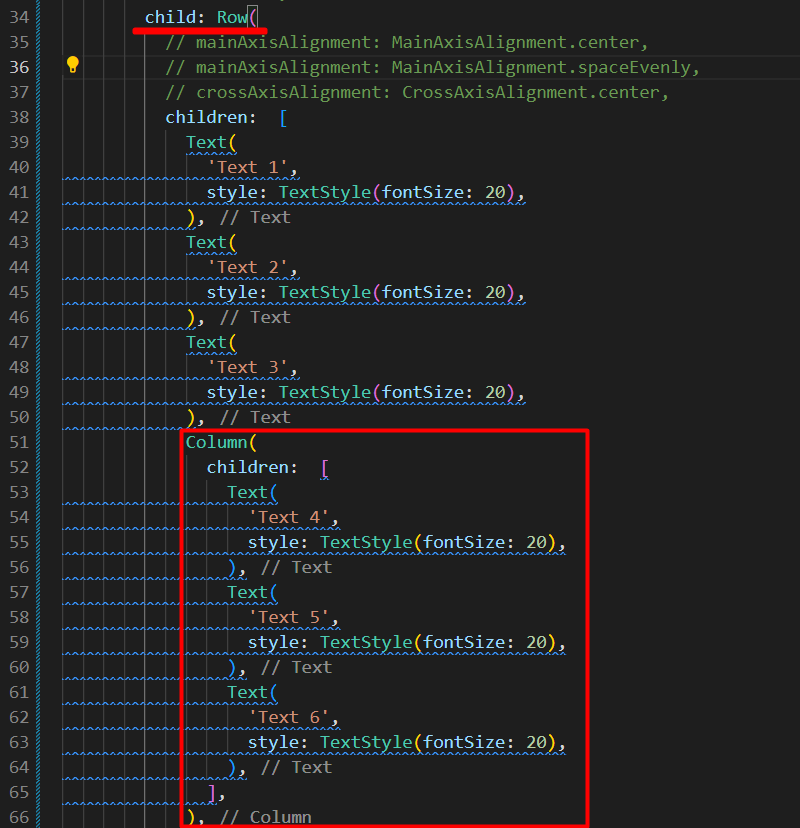 34 child: Row(
35 // mainAxisAlignment: MainAxisAlignment.center,
36 // mainAxisAlignment: MainAxisAlignment.spaceEvenly,
37 // crossAxisAlignment: CrossAxisAlignment.center,
38 children: [
39 Text(
40 'Text 1',
41 style: TextStyle(fontSize: 20),
42 ), // Text
43 Text(
44 'Text 2',
45 style: TextStyle(fontSize: 20),
46 ), // Text
47 Text(
48 'Text 3',
49 style: TextStyle(fontSize: 20),
50 ), // Text
51 Column(
52 children: [
53 Text(
54 'Text 4',
55 style: TextStyle(fontSize: 20),
56 ), // Text
57 Text(
58 'Text 5',
59 style: TextStyle(fontSize: 20),
60 ), // Text
61 Text(
62 'Text 6',
63 style: TextStyle(fontSize: 20),
64 ), // Text
65 ],
66 ), // Column